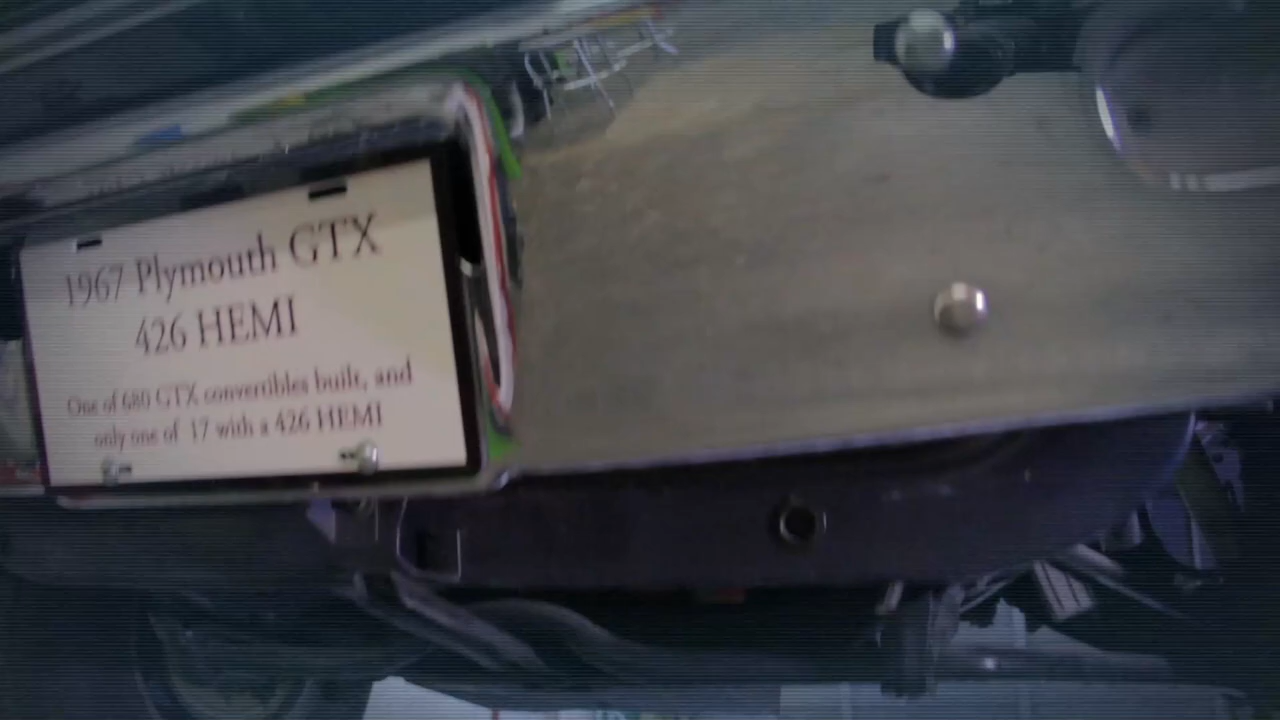 1967 Plymouth GTX
426 HEMI
One of 680 GTX convertibles built, and
only one of 17 with a 426 HEMI